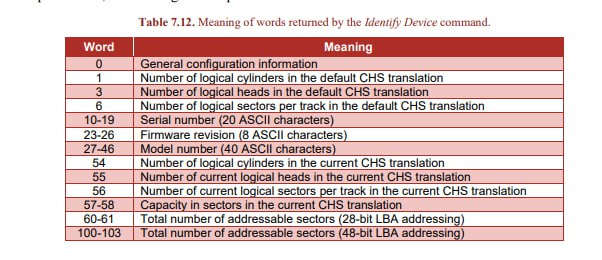 Table 7.12. Meaning of words returned by the Identify Device command.
Word Meaning
0 General configuration information
1 Number of logical cylinders in the default CHS translation
3 Number of logical heads in the default CHS translation
6 Number of logical sectors per track in the default CHS translation
10-19 Serial number (20 ASCII characters)
23-26 Firmware revision (8 ASCII characters)
27-46 Model number (40 ASCII characters)
54 Number of logical cylinders in the current CHS translation
55 Number of current logical heads in the current CHS translation
56 Number of current logical sectors per track in the current CHS translation
57-58 Capacity in sectors in the current CHS translation
60-61 Total number of addressable sectors (28-bit LBA addressing)
100-103 Total number of addressable sectors (48-bit LBA addressing)